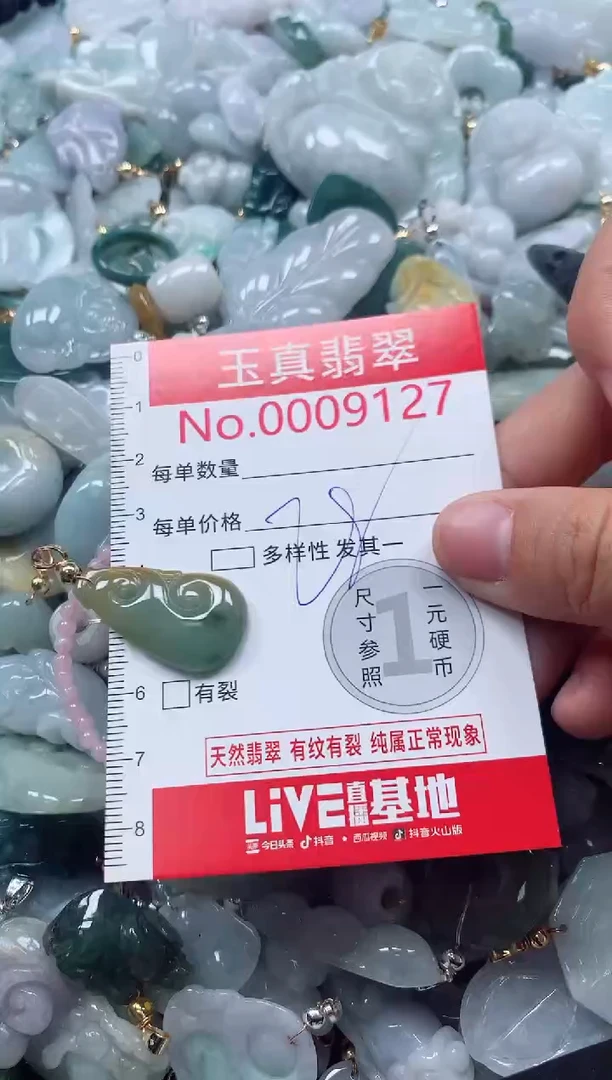 玉真翡翠
No.0009127
0
1
2
每单数量
3
每单价格
多样性 发其一
尺寸参照
1
一元硬币
6
有裂
天然翡翠 有纹有裂 纯属正常现象
7
LiVE直播基地
8
今日头条 抖音 • 西瓜视频 抖音火山版